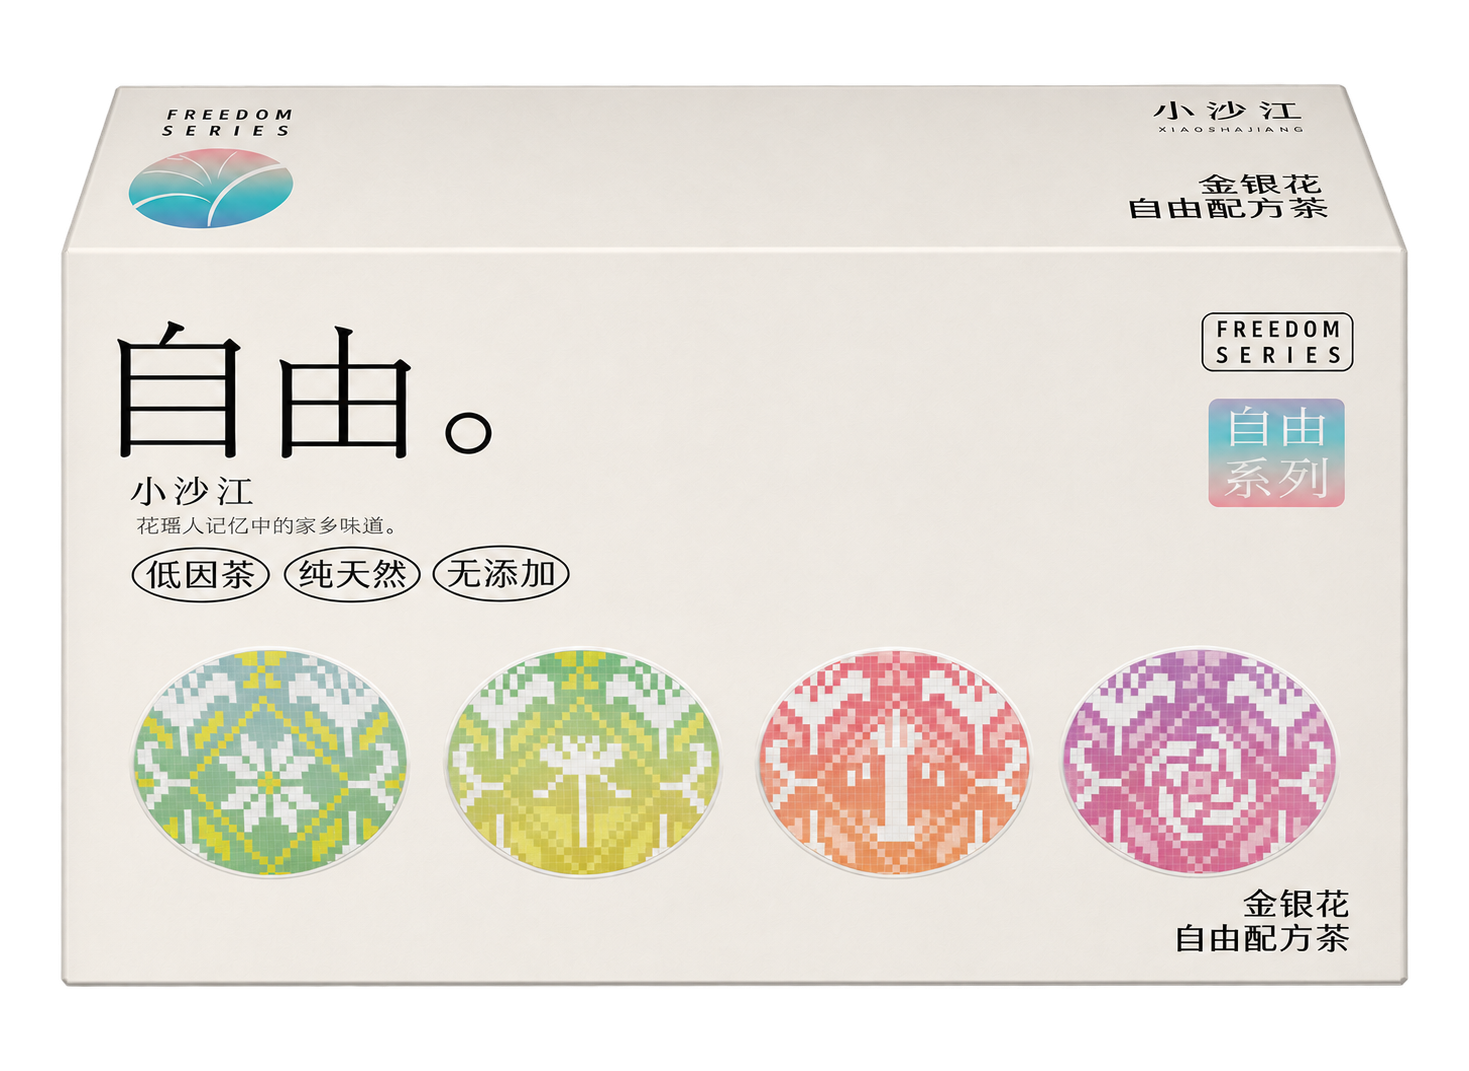 FREEDOM
SERIES
小沙江
XIAOSHAJIANG
金银花
自由配方茶
自由。
小沙江
花瑶人记忆中的家乡味道。
低因茶 纯天然 无添加
FREEDOM
SERIES
自由
系列
金银花
自由配方茶